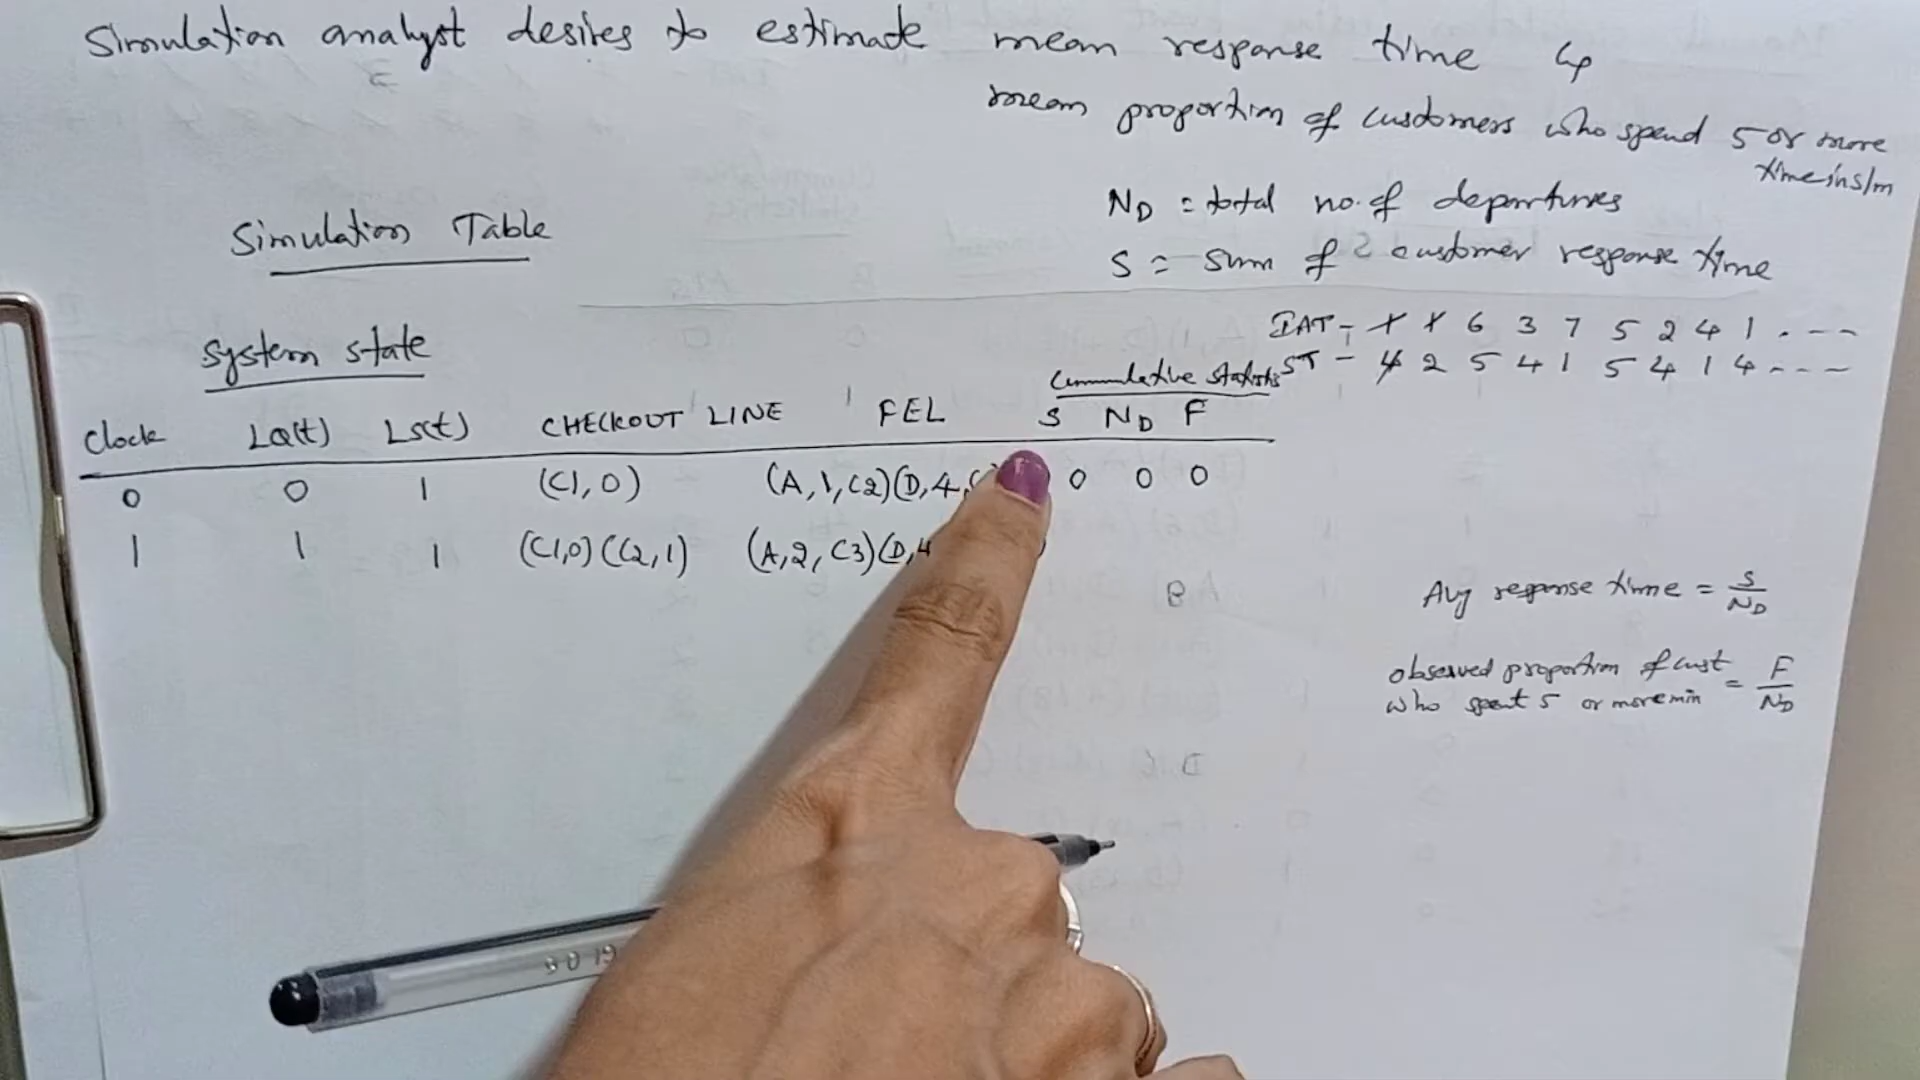 Simulation analyst desires to estimate mean response time &
mean proportion of customers who spend 5 or more
time in s/m
ND = total no. of departures
S = sum of customer response time
Simulation Table
IAT - 1 1 6 3 7 5 2 4 1 . ---
ST - 4 2 5 4 1 5 4 1 4 . ---
System state
Cummulative statistics
Clock LQ(t) LS(t) CHECKOUT LINE FEL S ND F
0 0 1 (C1,0) (A,1,C2)(D,4, 0 0 0
1 1 1 (C1,0)(C2,1) (A,2,C3)(D,4
Avg response time = S/ND
observed proportion of cust
who spent 5 or more min = F/ND